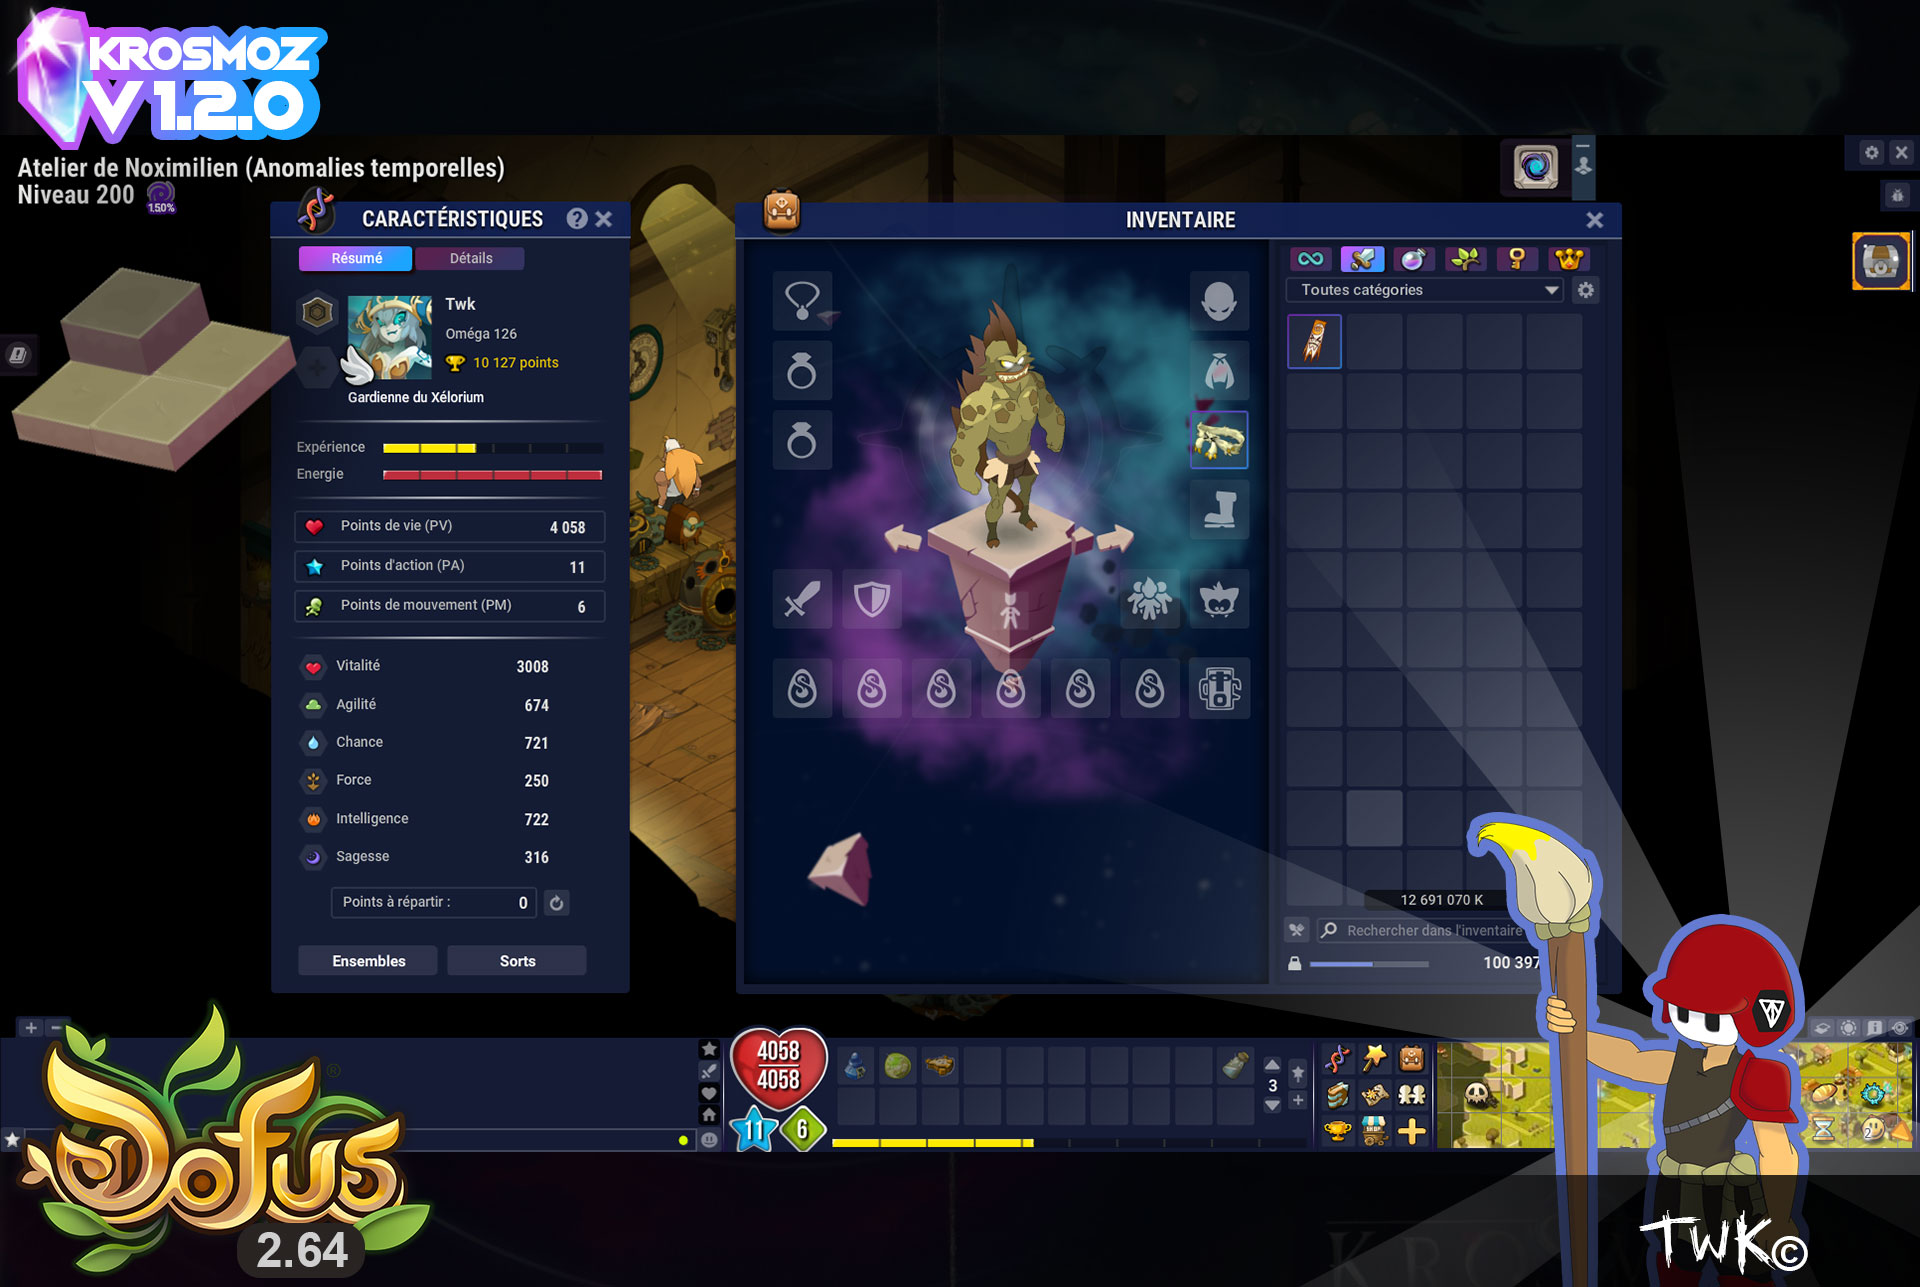 KROSMOZ
V 1.2.0
Atelier de Noximilien (Anomalies temporelles)
Niveau 200
150%
CARACTÉRISTIQUES
Résumé
Détails
Twk
Oméga 126
10 127 points
Gardienne du Xélorium
Expérience
Energie
Points de vie (PV) 4 058
Points d'action (PA) 11
Points de mouvement (PM) 6
Vitalité 3008
Agilité 674
Chance 721
Force 250
Intelligence 722
Sagesse 316
Points à répartir : 0
Ensembles
Sorts
INVENTAIRE
Toutes catégories
12 691 070 K
Rechercher dans l'inventaire
100 397
4058
4058
11
6
3
SHOP
2
DOFUS
®
2.64
TWK©